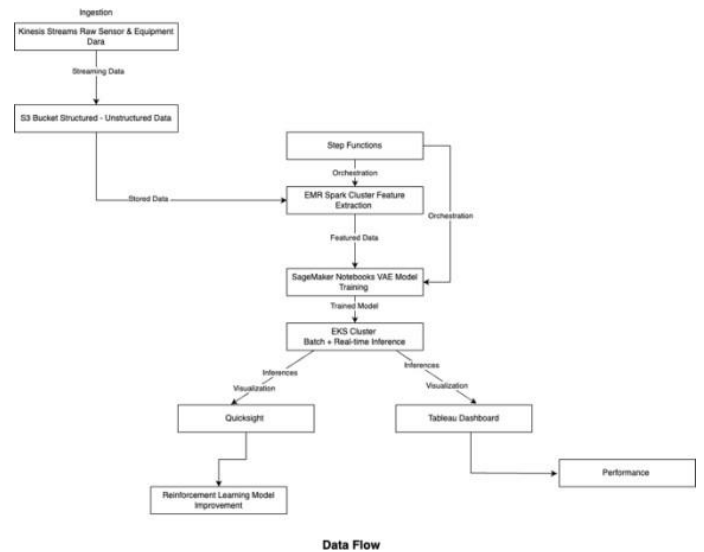 Ingestion
Kinesis Streams Raw Sensor & Equipment
Dara
Streaming Data
S3 Bucket Structured - Unstructured Data
Step Functions
Orchestration
Stored Data
EMR Spark Cluster Feature
Extraction
Orchestration
Featured Data
SageMaker Notebooks VAE Model
Training
Trained Model
EKS Cluster
Batch + Real-time Inference
Inferences
Visualization
Inferences
Visualization
Quicksight
Tableau Dashboard
Performance
Reinforcement Learning Model
Improvement
Data Flow